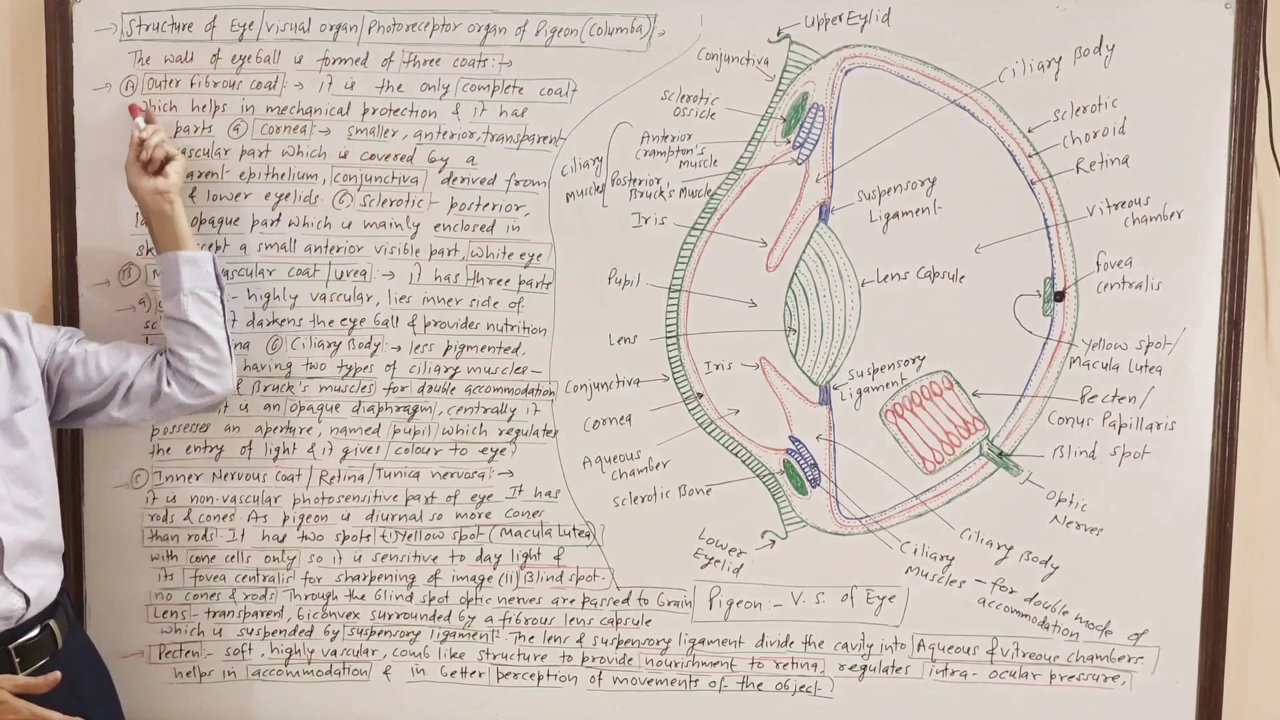 Structure of Eye/visual organ/Photoreceptor organ of Pigeon (Columba)
The wall of eyeball is formed of three coats:→
(A) Outer fibrous coat:→ it is the only complete coat
which helps in mechanical protection & it has
parts (a) Cornea:→ smaller, anterior, transparent
vascular part which is covered by a
epithelium, conjunctiva derived from
& lower eyelids. (b) Sclerotic - posterior,
opaque part which is mainly enclosed in
a small anterior visible part, white eye
(B) vascular coat/uvea:→ it has three parts
a) :- highly vascular, lies inner side of
darkens the eye ball & provides nutrition
Ciliary Body:→ less pigmented,
having two types of ciliary muscles-
& Bruck's muscles for double accommodation
it is an opaque diaphragm, centrally it
possesses an aperture, named pupil which regulates
the entry of light & it gives colour to eye.
(C) Inner Nervous Coat/Retina/Tunica nervosa:→
it is non-vascular photosensitive part of eye. It has
rods & cones. As pigeon is diurnal so more cones
than rods. It has two spots (i) Yellow spot (Macula Lutea)
with cone cells only so it is sensitive to day light &
its fovea centralis for sharpening of image (ii) Blind spot-
no cones & rods. Through the blind spot optic nerves are passed to brain
Lens:- transparent, biconvex surrounded by a fibrous lens capsule
which is suspended by suspensory ligament. The lens & suspensory ligament divide the cavity into Aqueous & vitreous chambers.
Pecten:- soft, highly vascular, comb like structure to provide nourishment to retina, regulates intra-ocular pressure,
helps in accommodation & in better perception of movements of the object.
Upper Eyelid
Conjunctiva
Sclerotic
ossicle
Ciliary
muscles
Anterior
Crampton's
Muscle
Posterior
Bruck's Muscle
Iris
Pupil
Lens
Iris
Conjunctiva
Cornea
Aqueous
chamber
Sclerotic Bone
Lower
Eyelid
Suspensory
Ligament
Lens Capsule
Suspensory
Ligament
Ciliary Body
Sclerotic
Choroid
Retina
Vitreous
chamber
Fovea
centralis
Yellow spot/
Macula Lutea
Pecten/
Conus Papillaris
Blind spot
Optic
Nerves
Ciliary Body
Ciliary
Muscles - for double mode of
accommodation
Pigeon:- V.S. of Eye